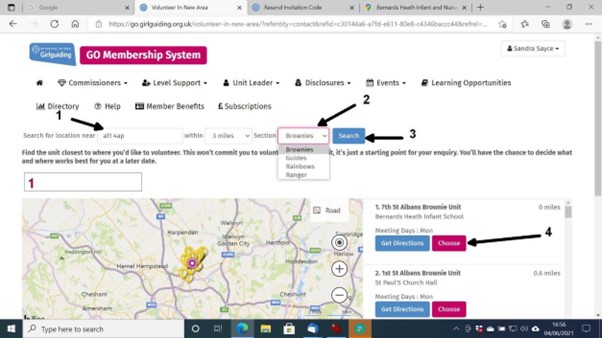 Google
Volunteer In New Area
Resend Invitation Code
Bernards Heath Infant and Nurs
https://go.girlguiding.org.uk/volunteer-in-new-area/?refentity=contact&refid=c30144a6-a7fd-e611-80e8-c4346baccc44&refrel...
Girlguiding
GO Membership System
Sandra Sayce
Commissioners
Level Support
Unit Leader
Disclosures
Events
Learning Opportunities
Directory
Help
Member Benefits
£ Subscriptions
1
2
3
Search for location near al1 4ap within 3 miles Section Brownies Search
Brownies
Guides
Rainbows
Ranger
Find the unit closest to where you'd like to volunteer. This won't commit you to it, it's just a starting point for your enquiry. You'll have the chance to decide what
and where works best for you at a later date.
1
Road
Welwyn
Welwyn
Garden City
Harpenden
Hertford
Hemel Hempstead
Hoddesdon
Chesham
Cheshunt
Amersham
1. 7th St Albans Brownie Unit
0 miles
Bernards Heath Infant School
Meeting Days : Mon
Get Directions
Choose
4
2. 1st St Albans Brownie Unit
0.6 miles
St Paul'S Church Hall
Meeting Days : Mon
Get Directions
Choose
Type here to search
16:56
04/06/2021